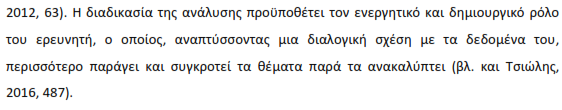 2012, 63). Η διαδικασία της ανάλυσης προϋποθέτει τον ενεργητικό και δημιουργικό ρόλο
του ερευνητή, ο οποίος, αναπτύσσοντας μια διαλογική σχέση με τα δεδομένα του,
περισσότερο παράγει και συγκροτεί τα θέματα παρά τα ανακαλύπτει (βλ. και Τσιώλης,
2016, 487).